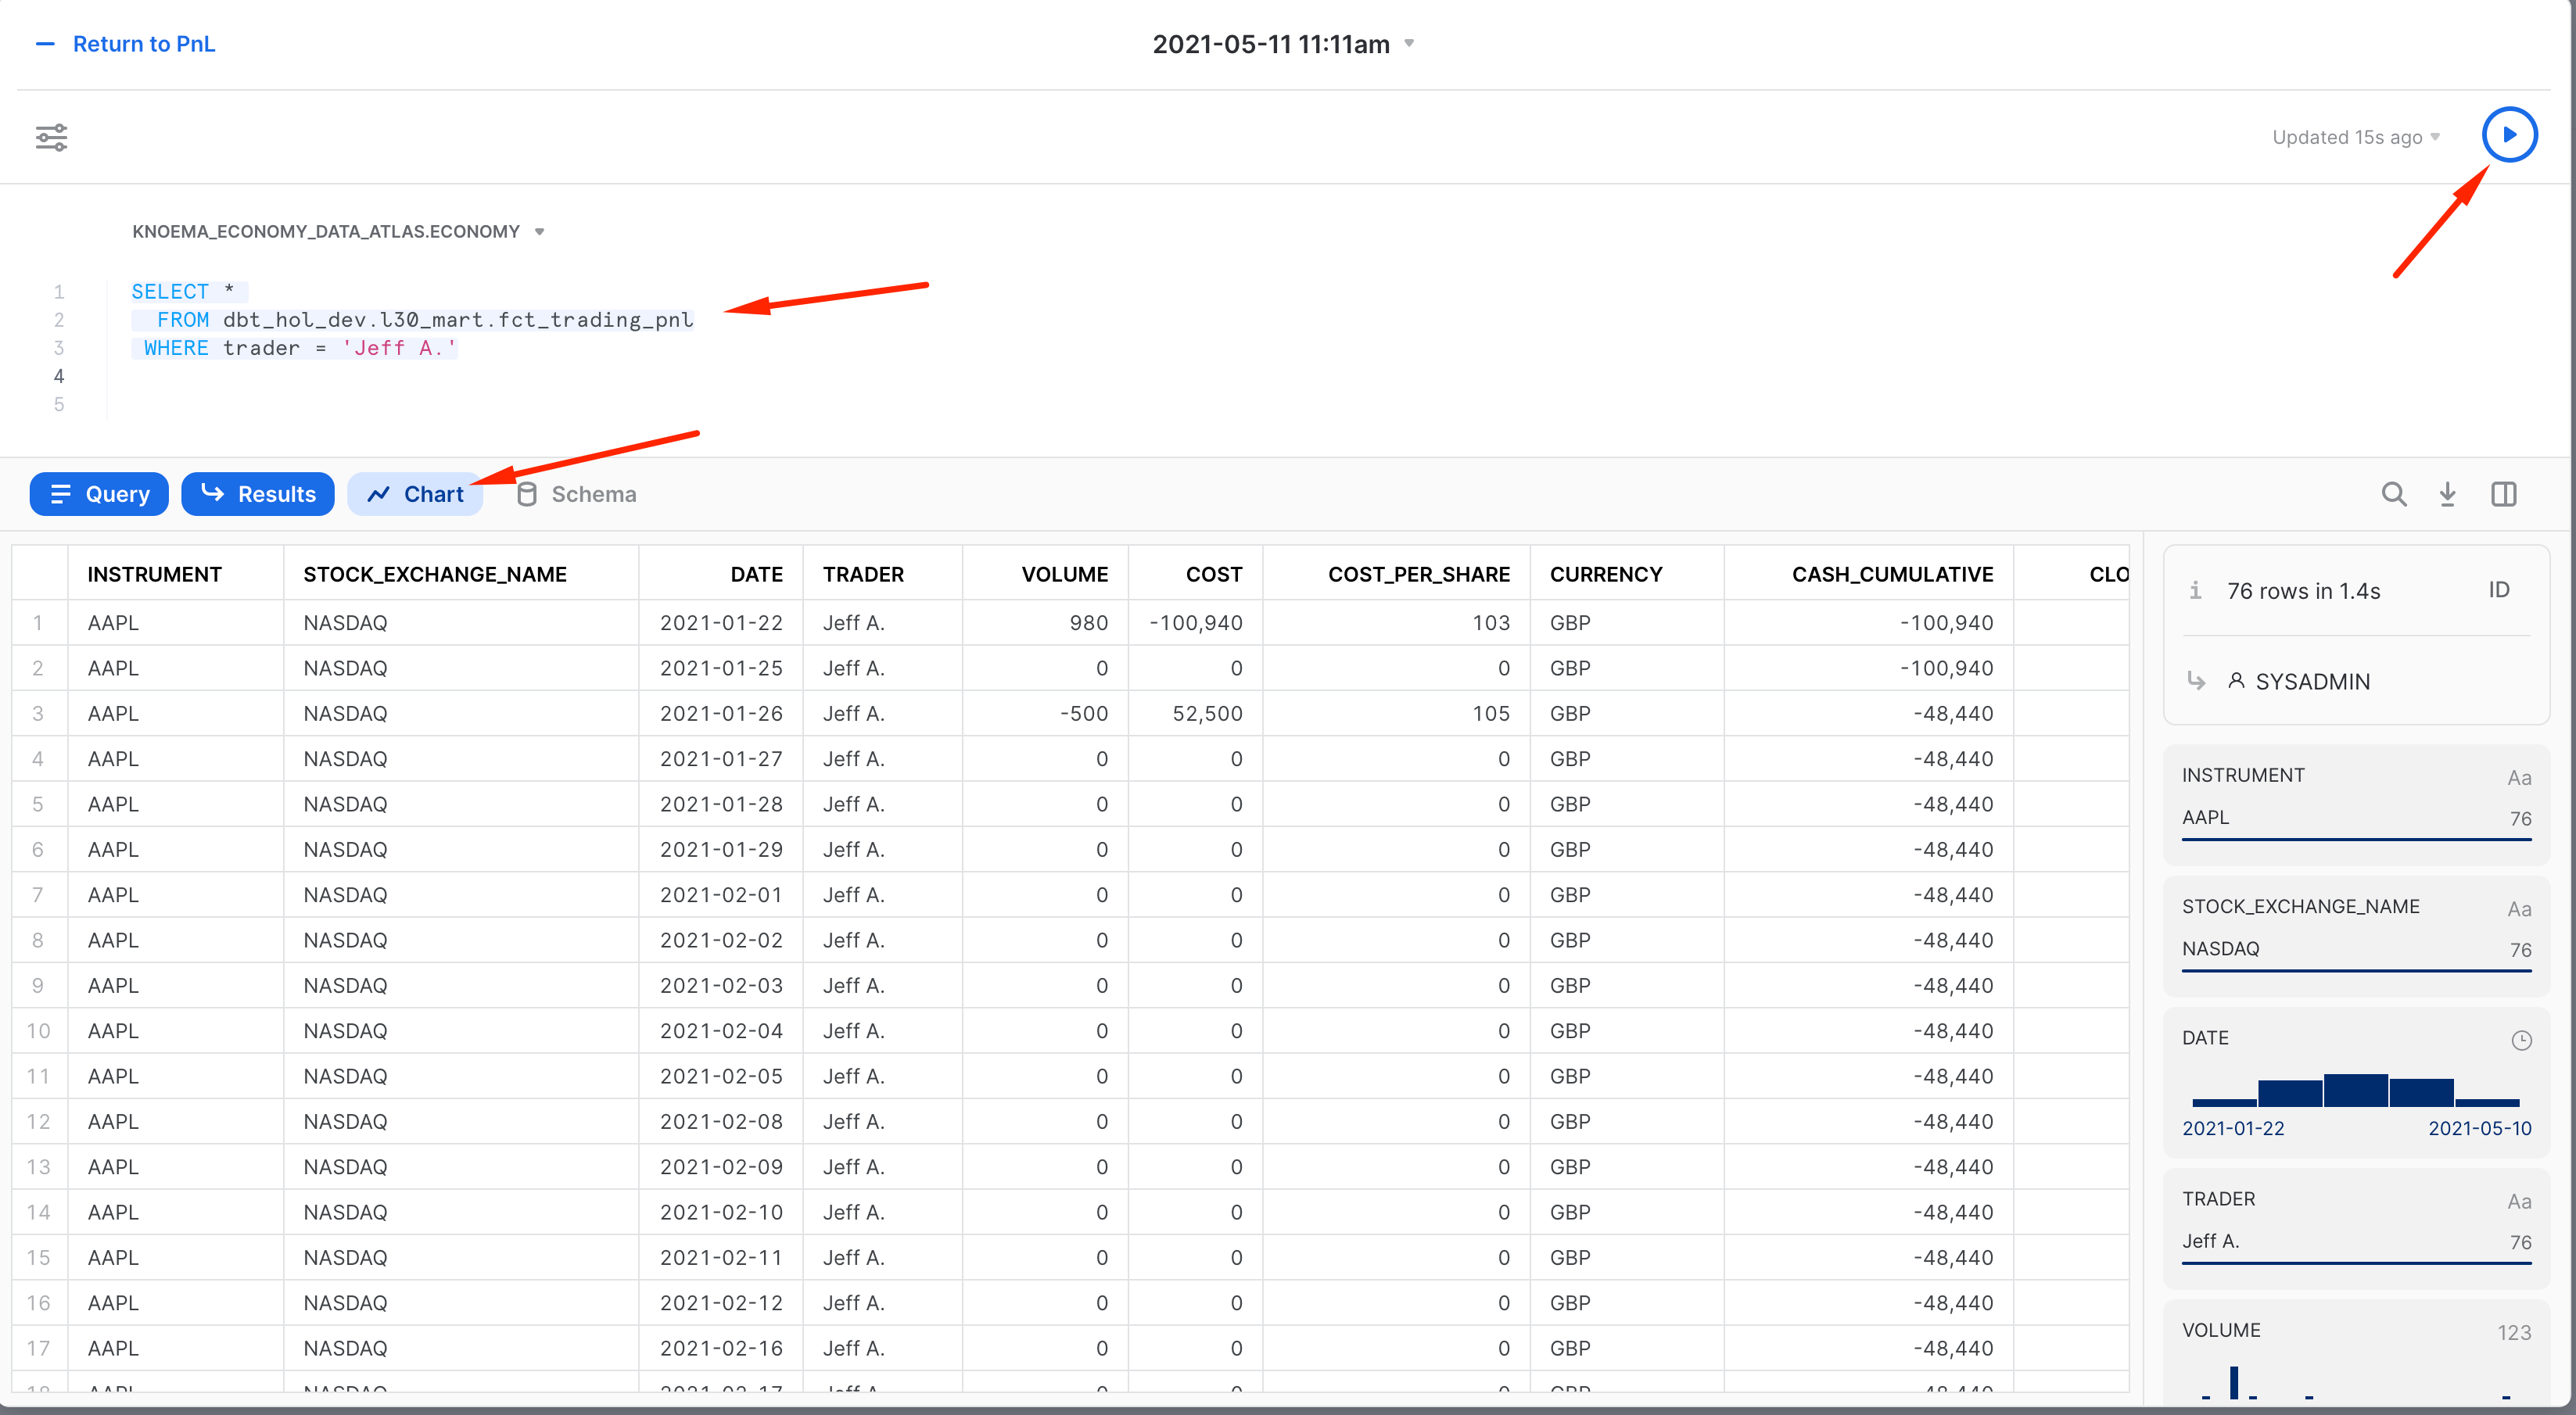 Return to PnL
2021-05-11 11:11am
Updated 15s ago
KNOEMA_ECONOMY_DATA_ATLAS.ECONOMY
1 SELECT *
2 FROM dbt_hol_dev.l30_mart.fct_trading_pnl
3 WHERE trader = 'Jeff A.'
4
5
Query Results Chart Schema
INSTRUMENT STOCK_EXCHANGE_NAME DATE TRADER VOLUME COST COST_PER_SHARE CURRENCY CASH_CUMULATIVE CLO
1 AAPL NASDAQ 2021-01-22 Jeff A. 980 -100,940 103 GBP -100,940
2 AAPL NASDAQ 2021-01-25 Jeff A. 0 0 0 GBP -100,940
3 AAPL NASDAQ 2021-01-26 Jeff A. -500 52,500 105 GBP -48,440
4 AAPL NASDAQ 2021-01-27 Jeff A. 0 0 0 GBP -48,440
5 AAPL NASDAQ 2021-01-28 Jeff A. 0 0 0 GBP -48,440
6 AAPL NASDAQ 2021-01-29 Jeff A. 0 0 0 GBP -48,440
7 AAPL NASDAQ 2021-02-01 Jeff A. 0 0 0 GBP -48,440
8 AAPL NASDAQ 2021-02-02 Jeff A. 0 0 0 GBP -48,440
9 AAPL NASDAQ 2021-02-03 Jeff A. 0 0 0 GBP -48,440
10 AAPL NASDAQ 2021-02-04 Jeff A. 0 0 0 GBP -48,440
11 AAPL NASDAQ 2021-02-05 Jeff A. 0 0 0 GBP -48,440
12 AAPL NASDAQ 2021-02-08 Jeff A. 0 0 0 GBP -48,440
13 AAPL NASDAQ 2021-02-09 Jeff A. 0 0 0 GBP -48,440
14 AAPL NASDAQ 2021-02-10 Jeff A. 0 0 0 GBP -48,440
15 AAPL NASDAQ 2021-02-11 Jeff A. 0 0 0 GBP -48,440
16 AAPL NASDAQ 2021-02-12 Jeff A. 0 0 0 GBP -48,440
17 AAPL NASDAQ 2021-02-16 Jeff A. 0 0 0 GBP -48,440
18 AAPL NASDAQ 2021-02-17 Jeff A. 0 0 0 GBP -48,440
76 rows in 1.4s ID
SYSADMIN
INSTRUMENT Aa
AAPL 76
STOCK_EXCHANGE_NAME Aa
NASDAQ 76
DATE
2021-01-22 2021-05-10
TRADER Aa
Jeff A. 76
VOLUME 123